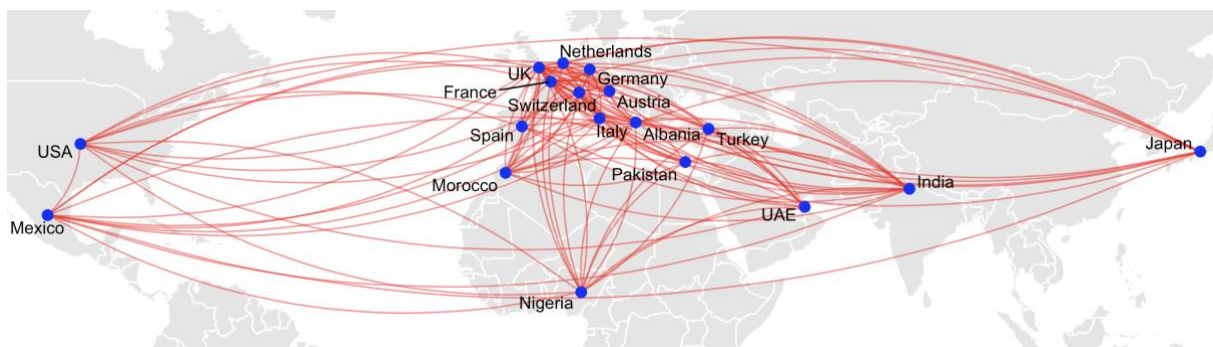 Netherlands
UK
Germany
France
Switzerland
Austria
Spain
Italy
Albania
Turkey
USA
Japan
Morocco
Pakistan
India
UAE
Mexico
Nigeria